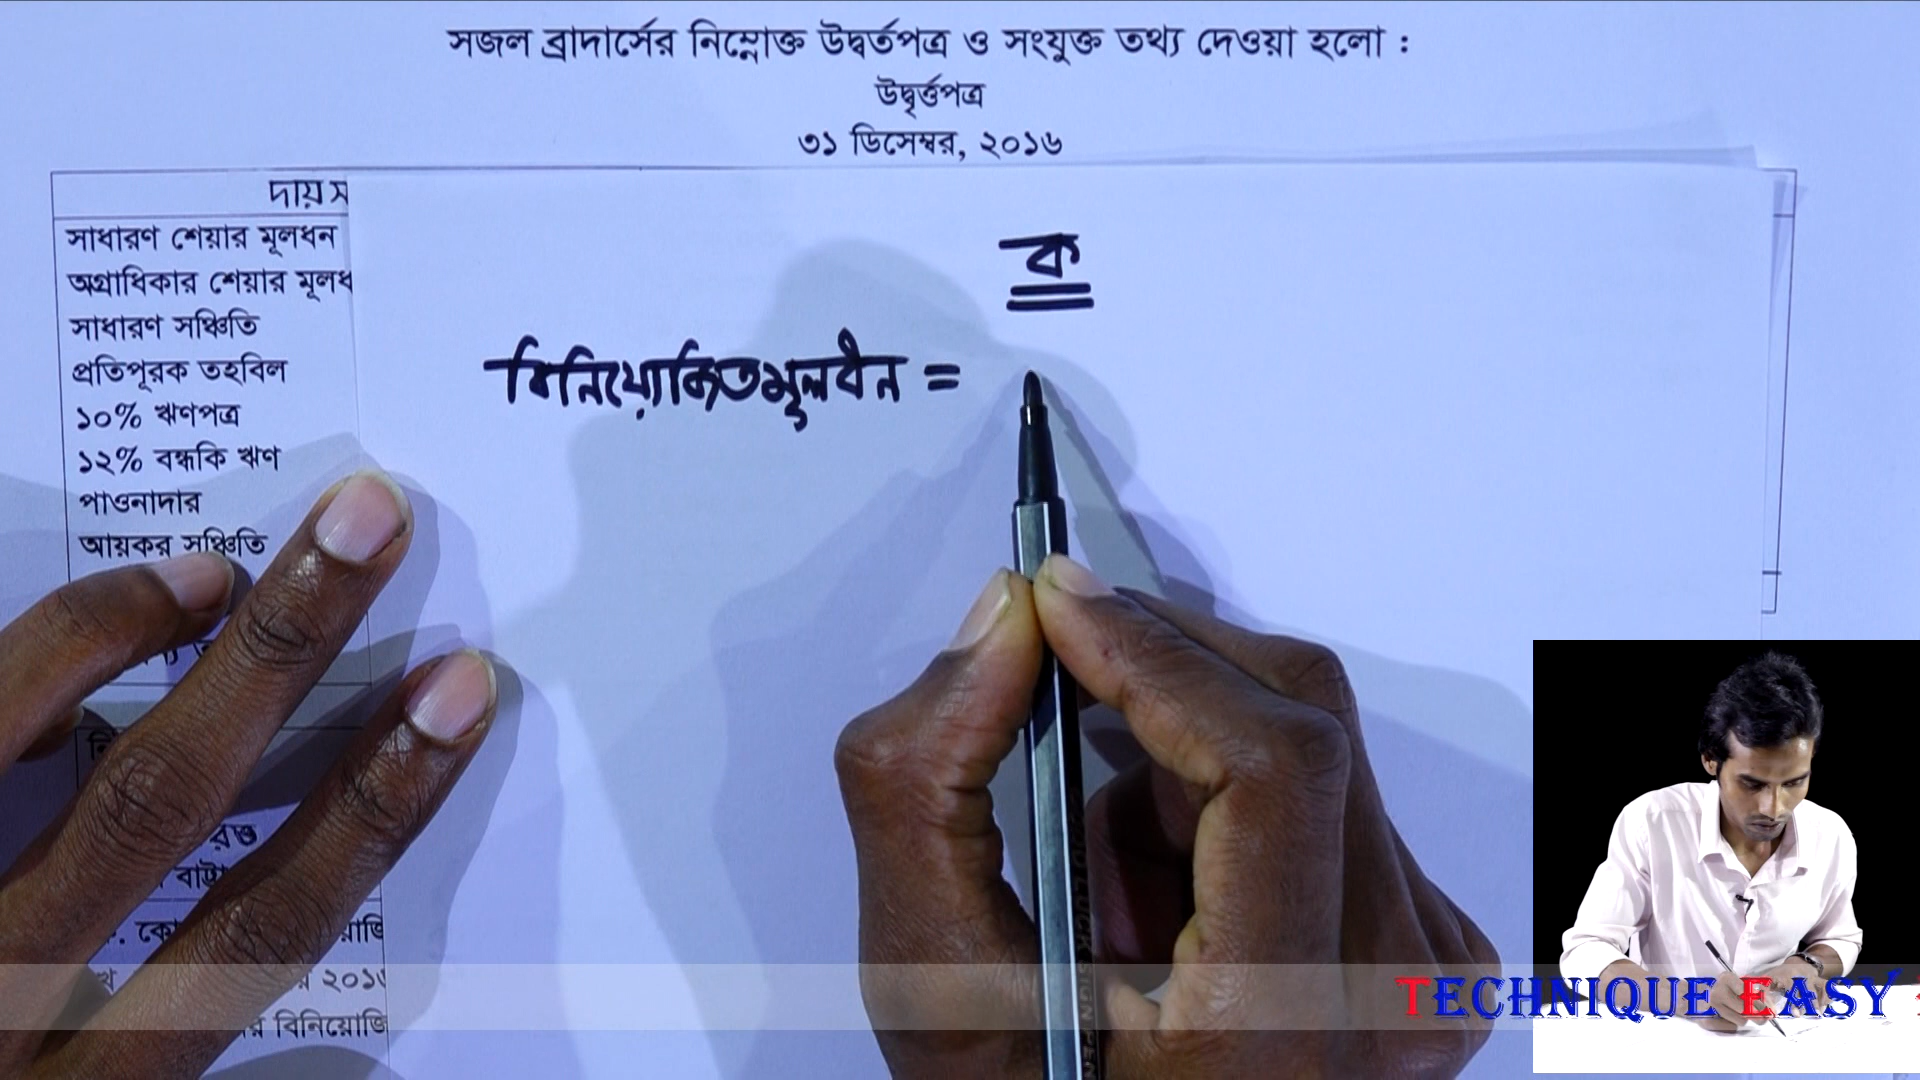 সজল ব্রাদার্সের নিম্নোক্ত উদ্বর্তপত্র ও সংযুক্ত তথ্য দেওয়া হলো :
উদ্বৃর্ত্তপত্র
৩১ ডিসেম্বর, ২০১৬
দায় স
সাধারণ শেয়ার মূলধন
অগ্রাধিকার শেয়ার মূলধ
সাধারণ সঞ্চিতি
প্রতিপূরক তহবিল
১০% ঋণপত্র
১২% বন্ধকি ঋণ
পাওনাদার
আয়কর সঞ্চিতি
ক
বিনিয়োজিত মূলধন =
২০১৬
বিনিয়োজি
TECHNIQUE EASY